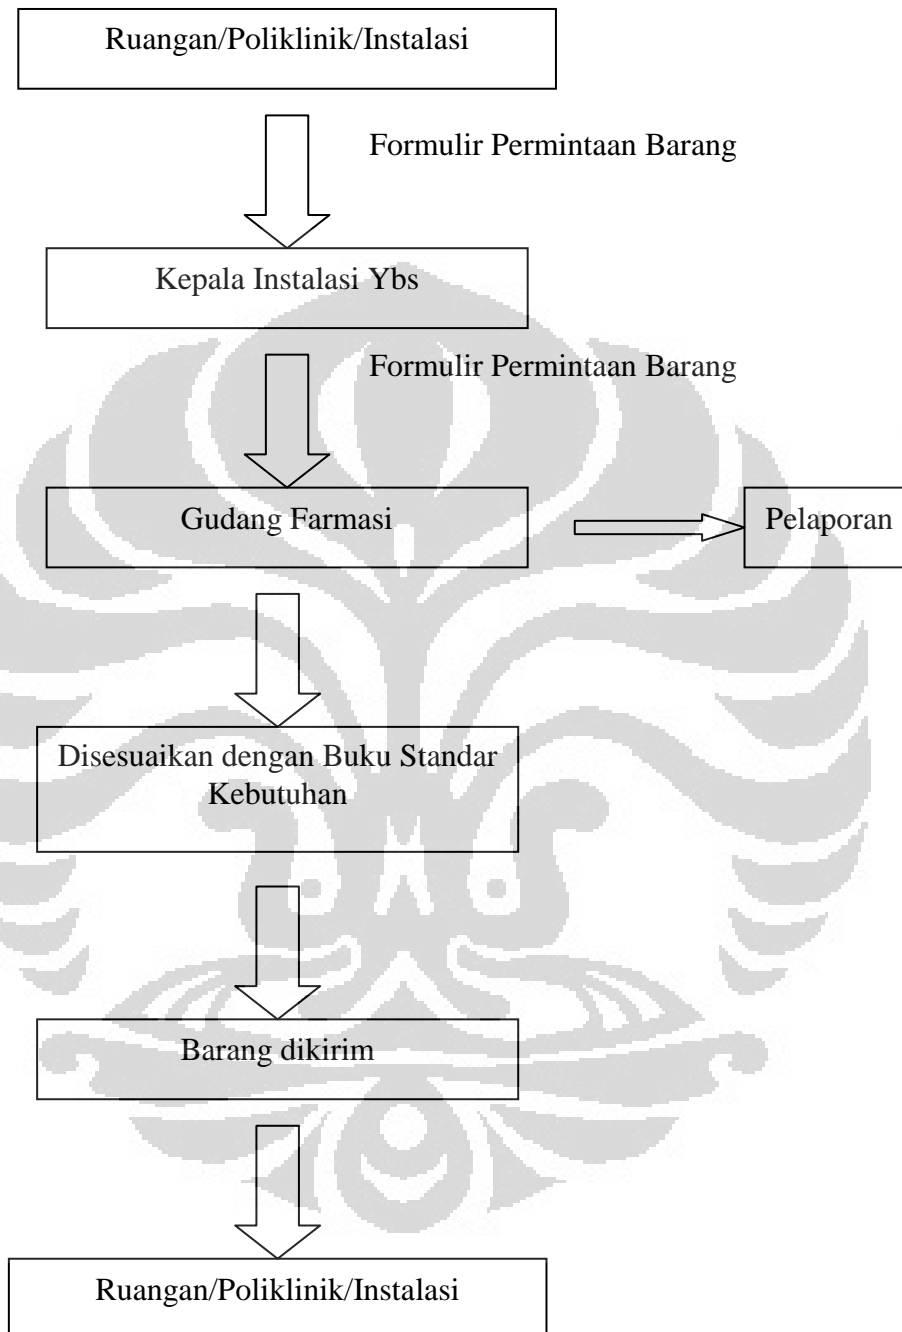 Ruangan/Poliklinik/Instalasi
Formulir Permintaan Barang
Kepala Instalasi Ybs
Formulir Permintaan Barang
Gudang Farmasi
Pelaporan
Disesuaikan dengan Buku Standar
Kebutuhan
Barang dikirim
Ruangan/Poliklinik/Instalasi